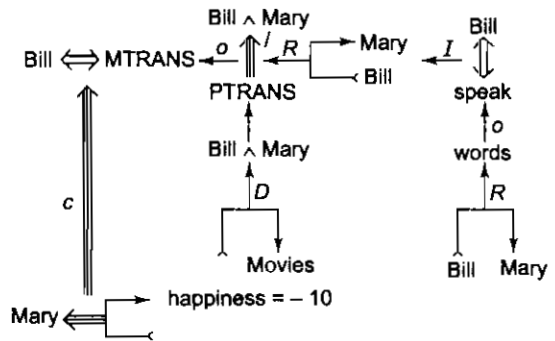 Bill ∧ Mary
Bill
Bill ⇔ MTRANS
o
I
R
Mary
Bill
I
speak
PTRANS
o
words
Bill ∧ Mary
c
D
R
Movies
Bill
Mary
happiness = – 10
Mary